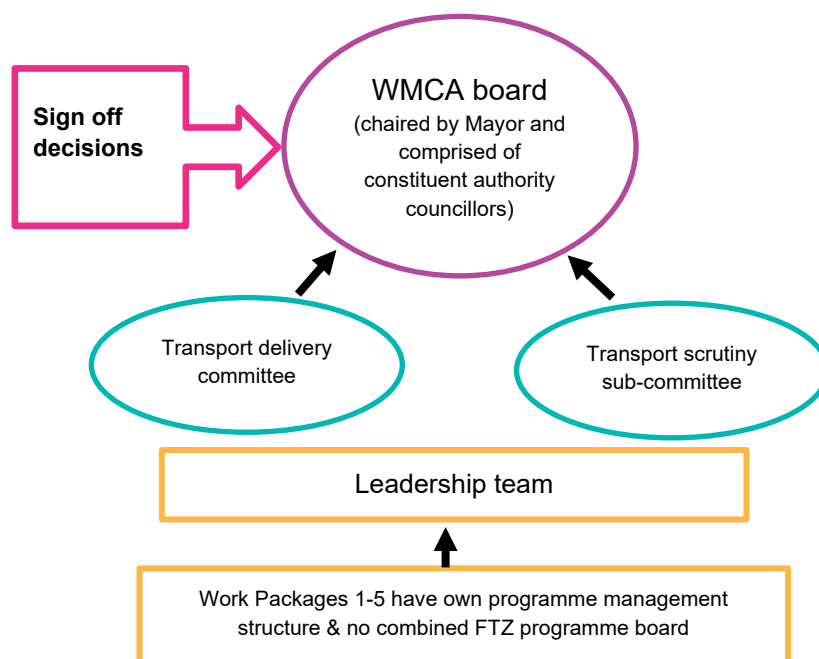 Sign off
decisions
WMCA board
(chaired by Mayor and
comprised of
constituent authority
councillors)
Transport delivery
committee
Transport scrutiny
sub-committee
Leadership team
Work Packages 1-5 have own programme management
structure & no combined FTZ programme board